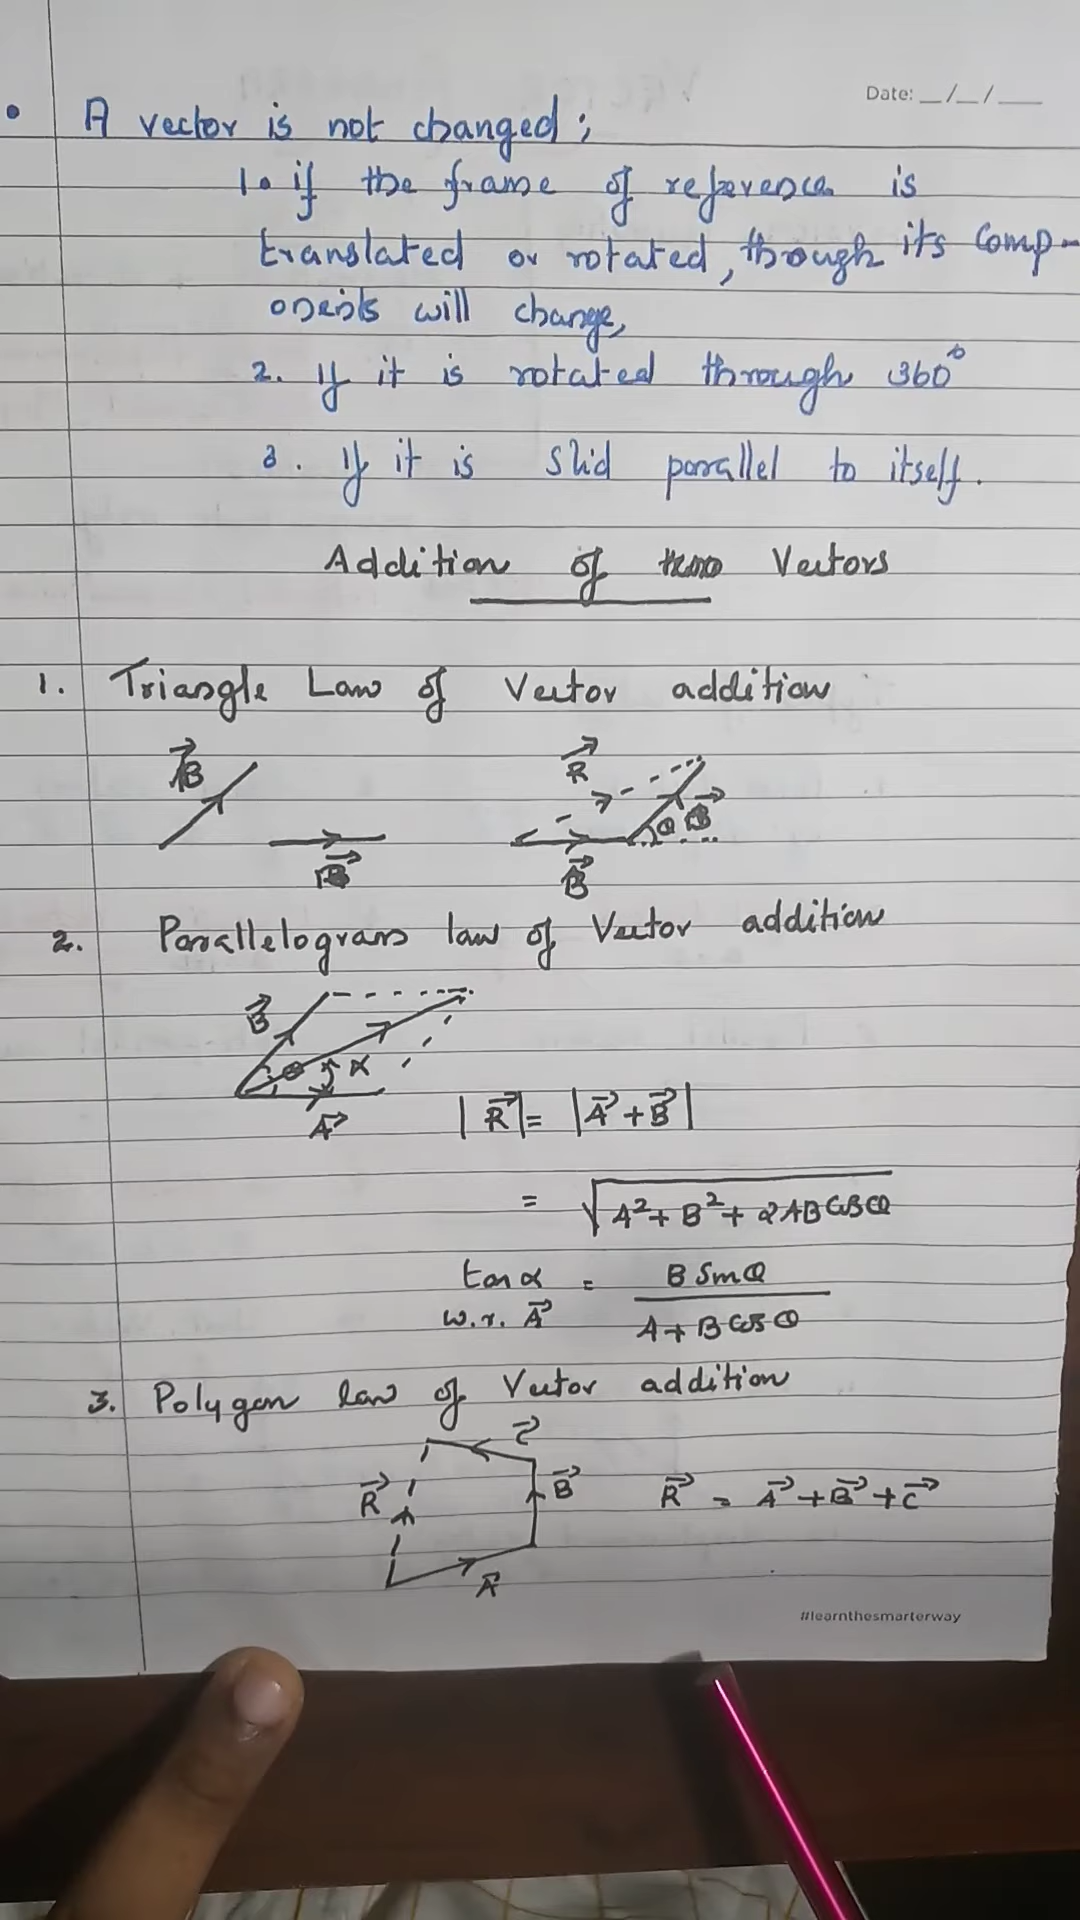 Date: __/__/____
A vector is not changed;
1. if the frame of reference is
translated or rotated, though its comp-
onents will change,
2. If it is rotated through 360°
3. If it is slid parallel to itself.
Addition of two Vectors
1. Triangle Law of Vector addition
B
R
θ B
B
2. Parallelogram law of Vector addition
B
θ α
A
|R| = |A + B|
= √A² + B² + 2AB cos θ
tan α = B Sin θ / A + B cos θ
w.r. A
3. Polygon law of Vector addition
C
R B R = A + B + C
A
#learnthesmarterway